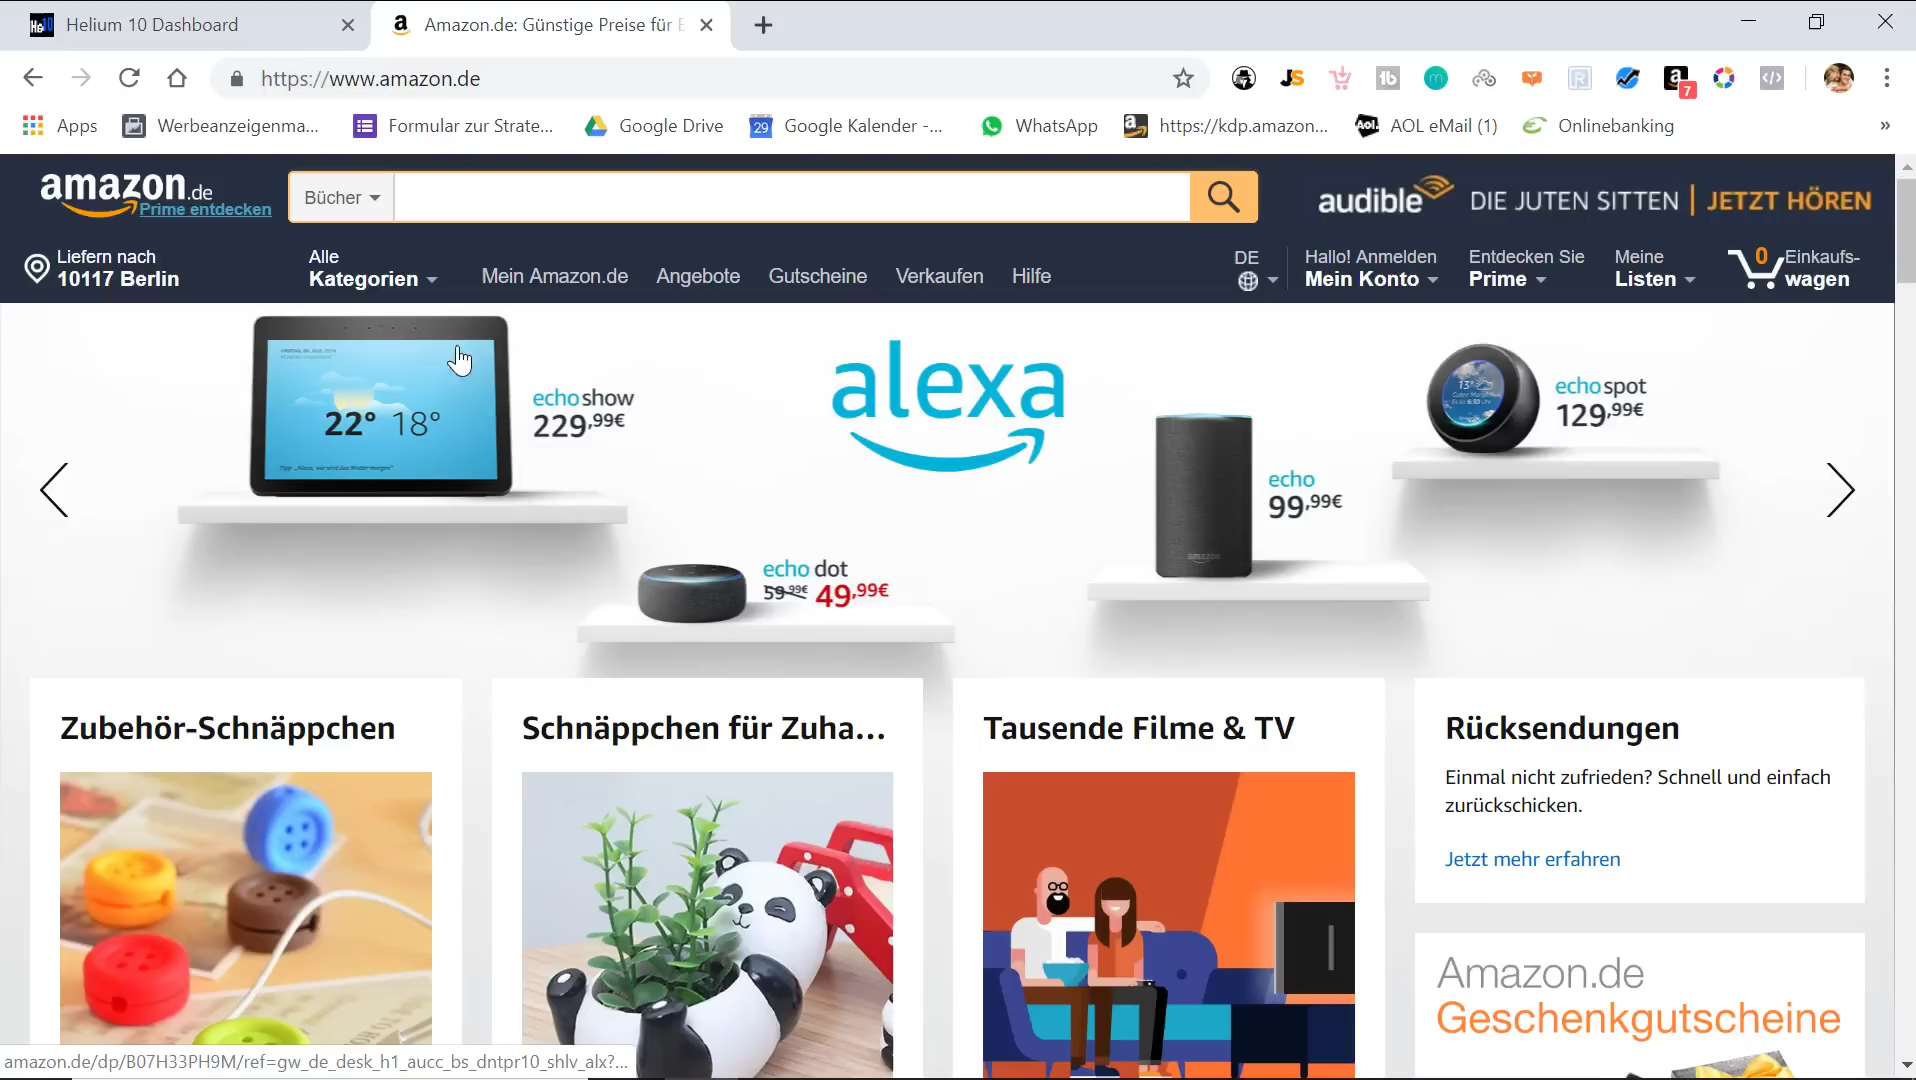 Helium 10 Dashboard
Amazon.de: Günstige Preise für E
https://www.amazon.de
7
Apps
Werbeanzeigenma...
Formular zur Strate...
Google Drive
29
Google Kalender -...
WhatsApp
https://kdp.amazon...
AOL eMail (1)
Onlinebanking
»
amazon.de
Prime entdecken
Bücher
audible
DIE JUTEN SITTEN | JETZT HÖREN
Liefern nach
10117 Berlin
Alle
Kategorien
Mein Amazon.de
Angebote
Gutscheine
Verkaufen
Hilfe
DE
Hallo! Anmelden
Mein Konto
Entdecken Sie
Prime
Meine
Listen
0
Einkaufs-
wagen
22° 18°
echo show
229,99€
alexa
echo spot
129,99€
echo
99,99€
amazon
echo dot
59,99€ 49,99€
Zubehör-Schnäppchen
Schnäppchen für Zuha...
Tausende Filme & TV
Rücksendungen
Einmal nicht zufrieden? Schnell und einfach
zurückschicken.
Jetzt mehr erfahren
Amazon.de
Geschenkgutscheine
amazon.de/dp/B07H33PH9M/ref=gw_de_desk_h1_aucc_bs_dntpr10_shlv_alx?...